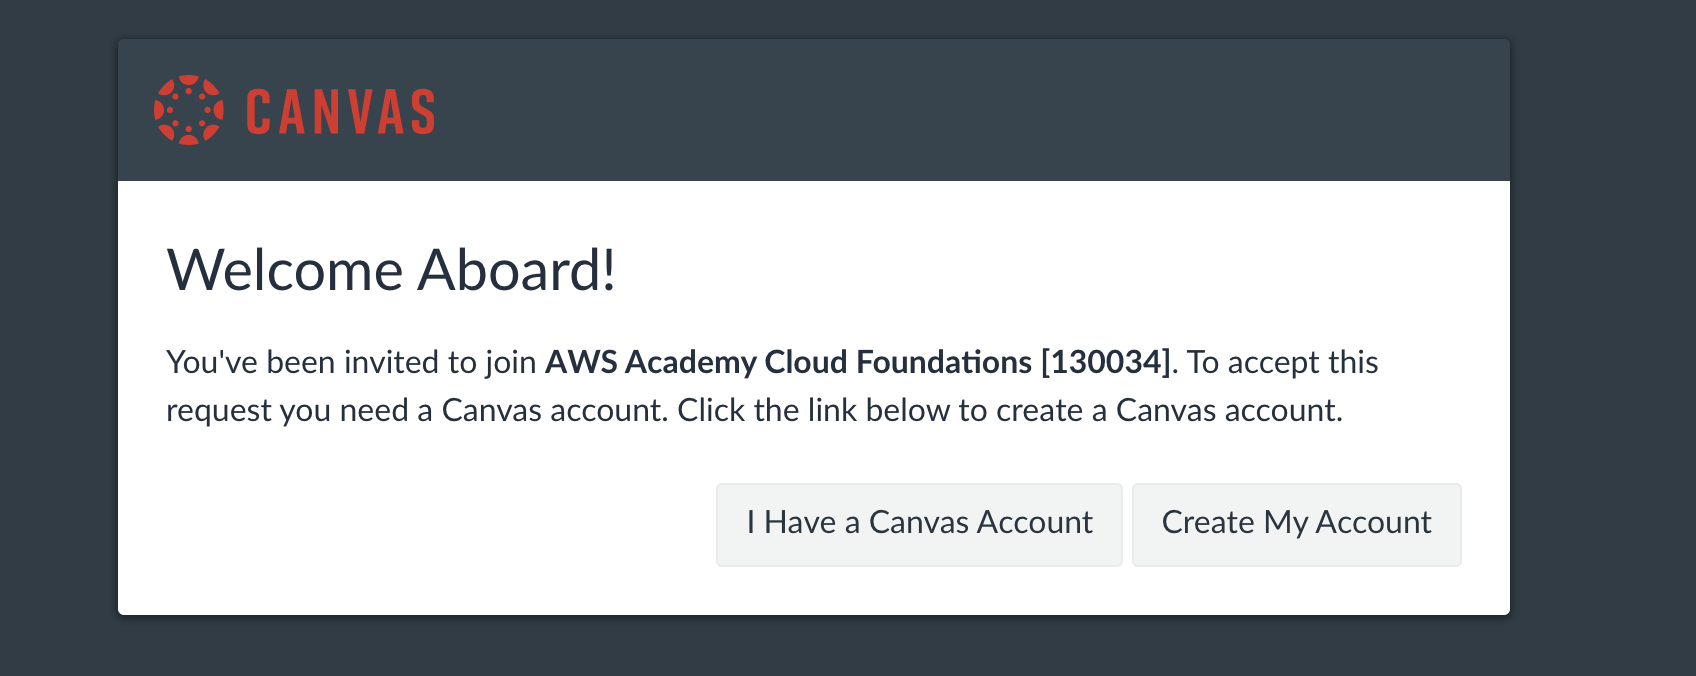 CANVAS
Welcome Aboard!
You've been invited to join AWS Academy Cloud Foundations [130034]. To accept this
request you need a Canvas account. Click the link below to create a Canvas account.
I Have a Canvas Account
Create My Account